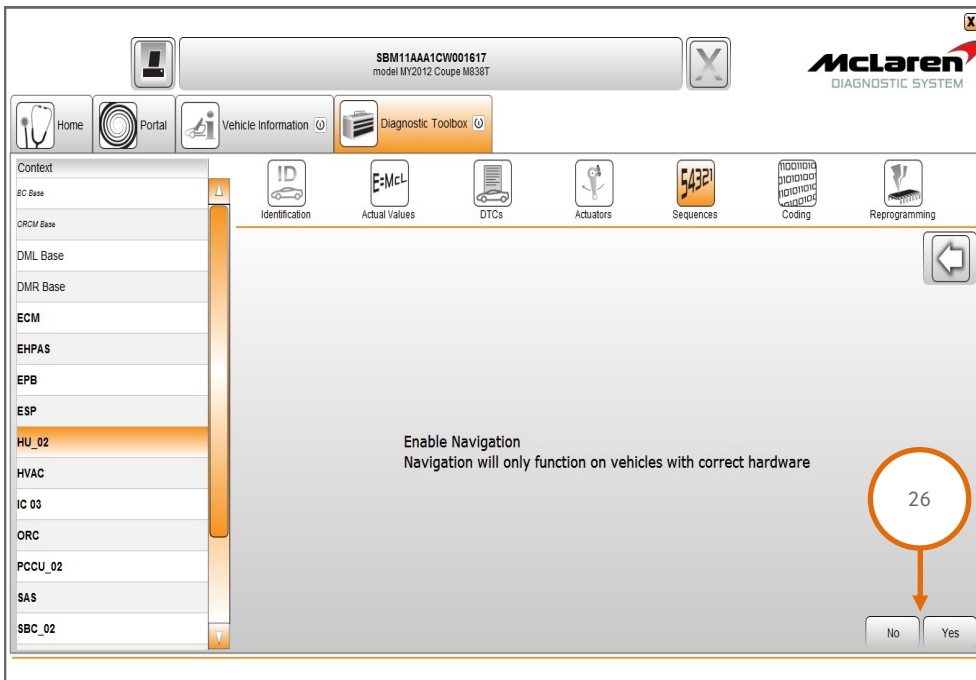 X
SBM11AAA1CW001617
model MY2012 Coupe M838T
McLaren
DIAGNOSTIC SYSTEM
Home
Portal
Vehicle Information
Diagnostic Toolbox
Context
BC Base
CRCM Base
DML Base
DMR Base
ECM
EHPAS
EPB
ESP
HU_02
HVAC
IC 03
ORC
PCCU_02
SAS
SBC_02
ID
Identification
E=McL
Actual Values
DTCs
Actuators
54321
Sequences
Coding
Reprogramming
Enable Navigation
Navigation will only function on vehicles with correct hardware
26
No
Yes